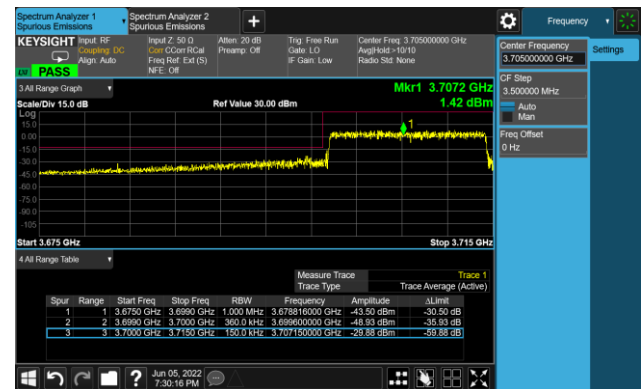 Spectrum Analyzer 1
Spurious Emissions
Spectrum Analyzer 2
Spurious Emissions
Frequency
KEYSIGHT
Input: RF
Coupling: DC
Align: Auto
Input Z: 50 Ω
Corr CCorr RCal
Freq Ref: Ext (S)
NFE: Off
Atten: 20 dB
Preamp: Off
Trig: Free Run
Gate: LO
IF Gain: Low
Center Freq: 3.705000000 GHz
Avg|Hold:>10/10
Radio Std: None
PASS
Center Frequency
3.705000000 GHz
Settings
CF Step
3.500000 MHz
Auto
Man
Freq Offset
0 Hz
3 All Range Graph
Mkr1 3.7072 GHz
Scale/Div 15.0 dB
Ref Value 30.00 dBm
1.42 dBm
Log
15.0
0.00
-15.0
-30.0
-45.0
-60.0
-75.0
-90.0
-105
1
Start 3.675 GHz
Stop 3.715 GHz
4 All Range Table
Measure Trace Trace 1
Trace Type Trace Average (Active)
Spur Range Start Freq Stop Freq RBW Frequency Amplitude ΔLimit
1 1 3.6750 GHz 3.6990 GHz 1.000 MHz 3.678816000 GHz -43.50 dBm -30.50 dB
2 2 3.6990 GHz 3.7000 GHz 360.0 kHz 3.699600000 GHz -48.93 dBm -35.93 dB
3 3 3.7000 GHz 3.7150 GHz 150.0 kHz 3.707150000 GHz -29.88 dBm -59.88 dB
Jun 05, 2022
7:30:16 PM